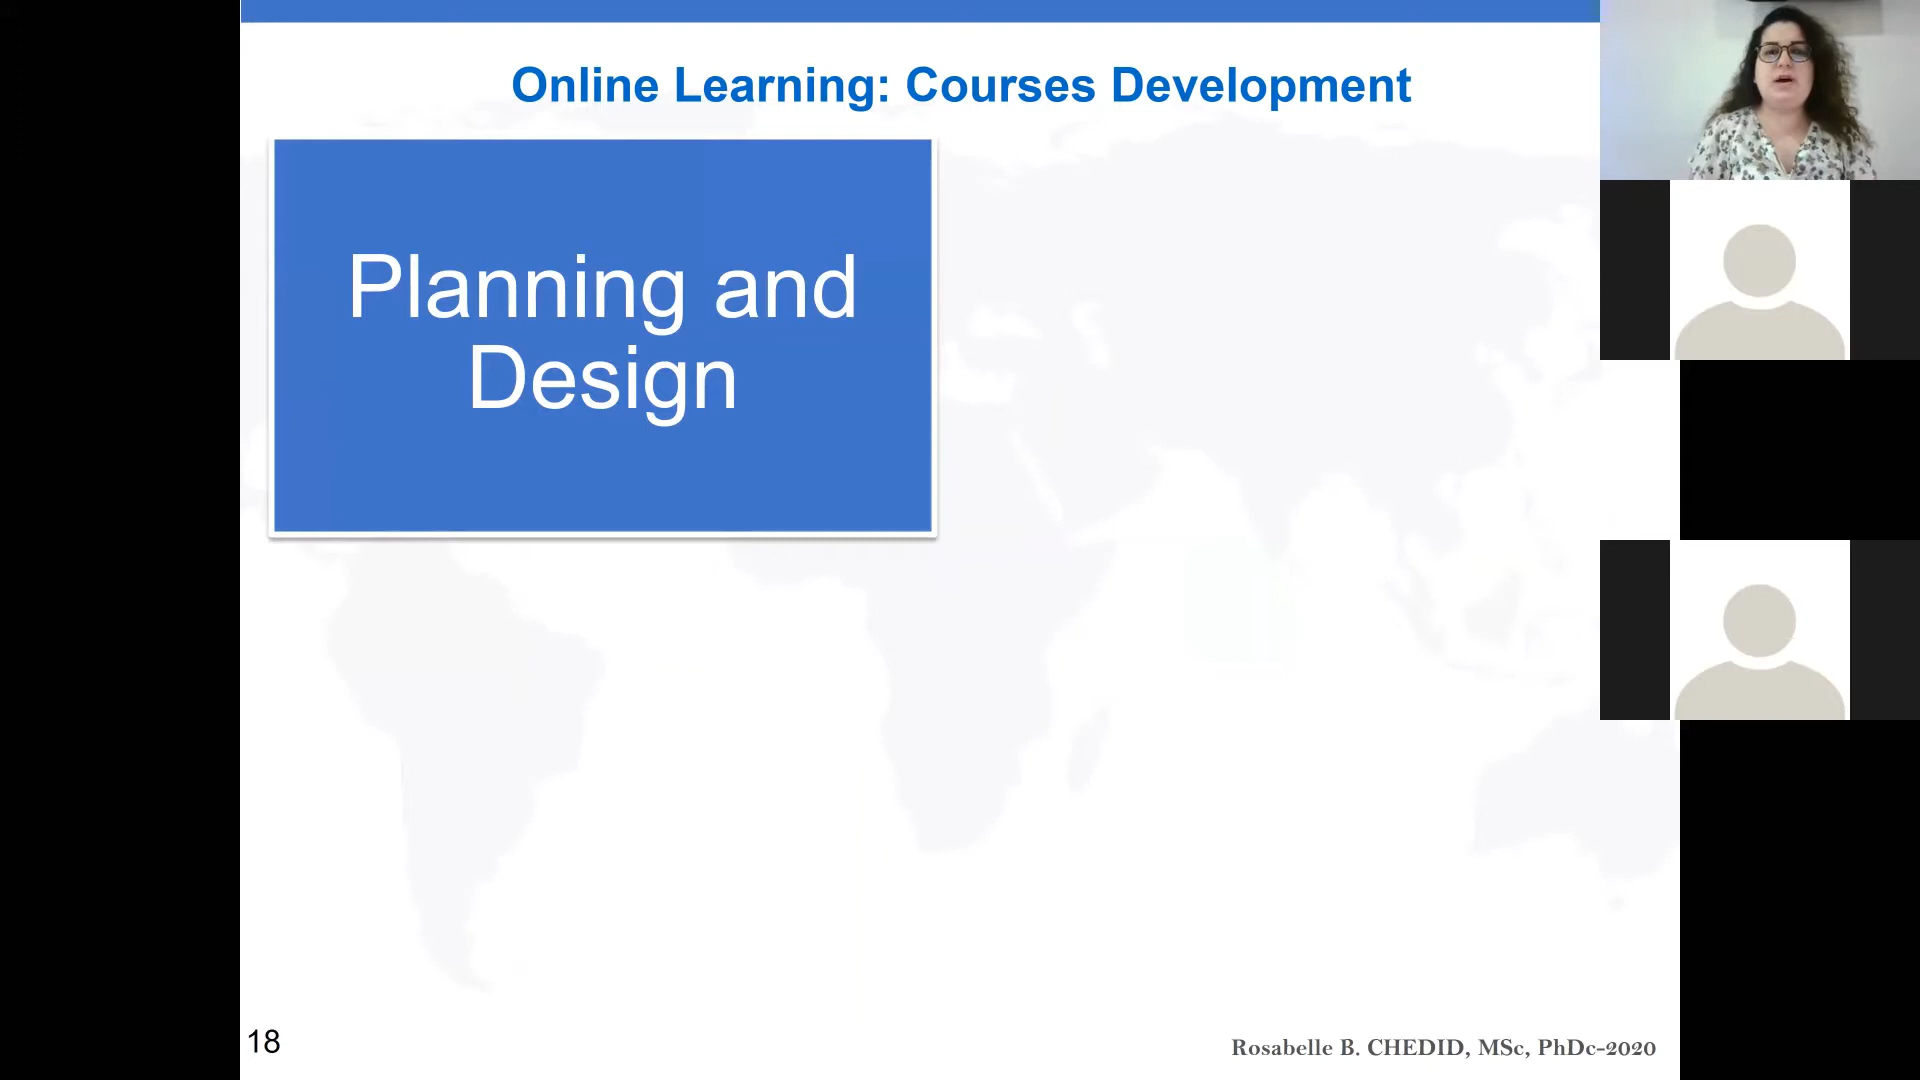 Online Learning: Courses Development
Planning and
Design
18
Rosabelle B. CHEDID, MSc, PhDc-2020